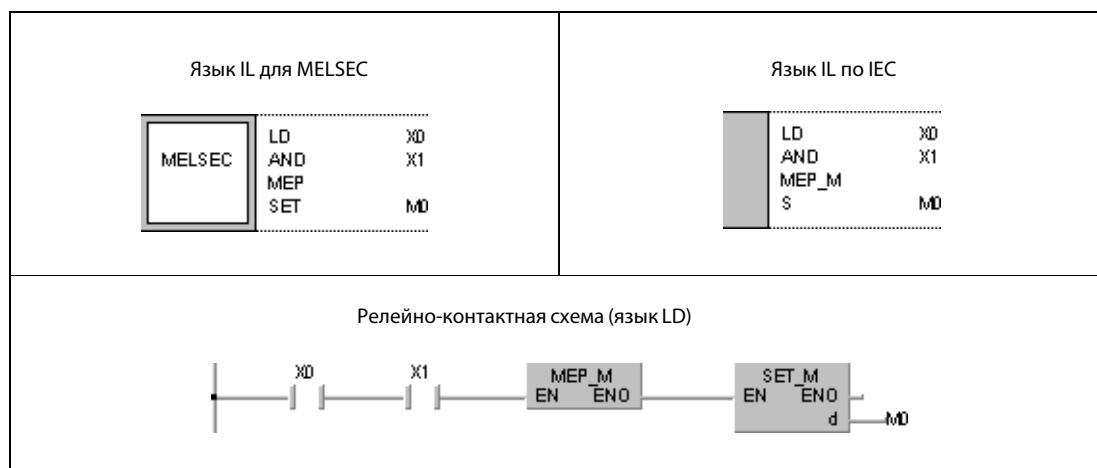 Язык IL для MELSEC
MELSEC
LD X0
AND X1
MEP
SET M0
Язык IL по IEC
LD X0
AND X1
MEP_M
S M0
Релейно-контактная схема (язык LD)
X0 X1 MEP_M SET_M
EN ENO EN ENO
d M0